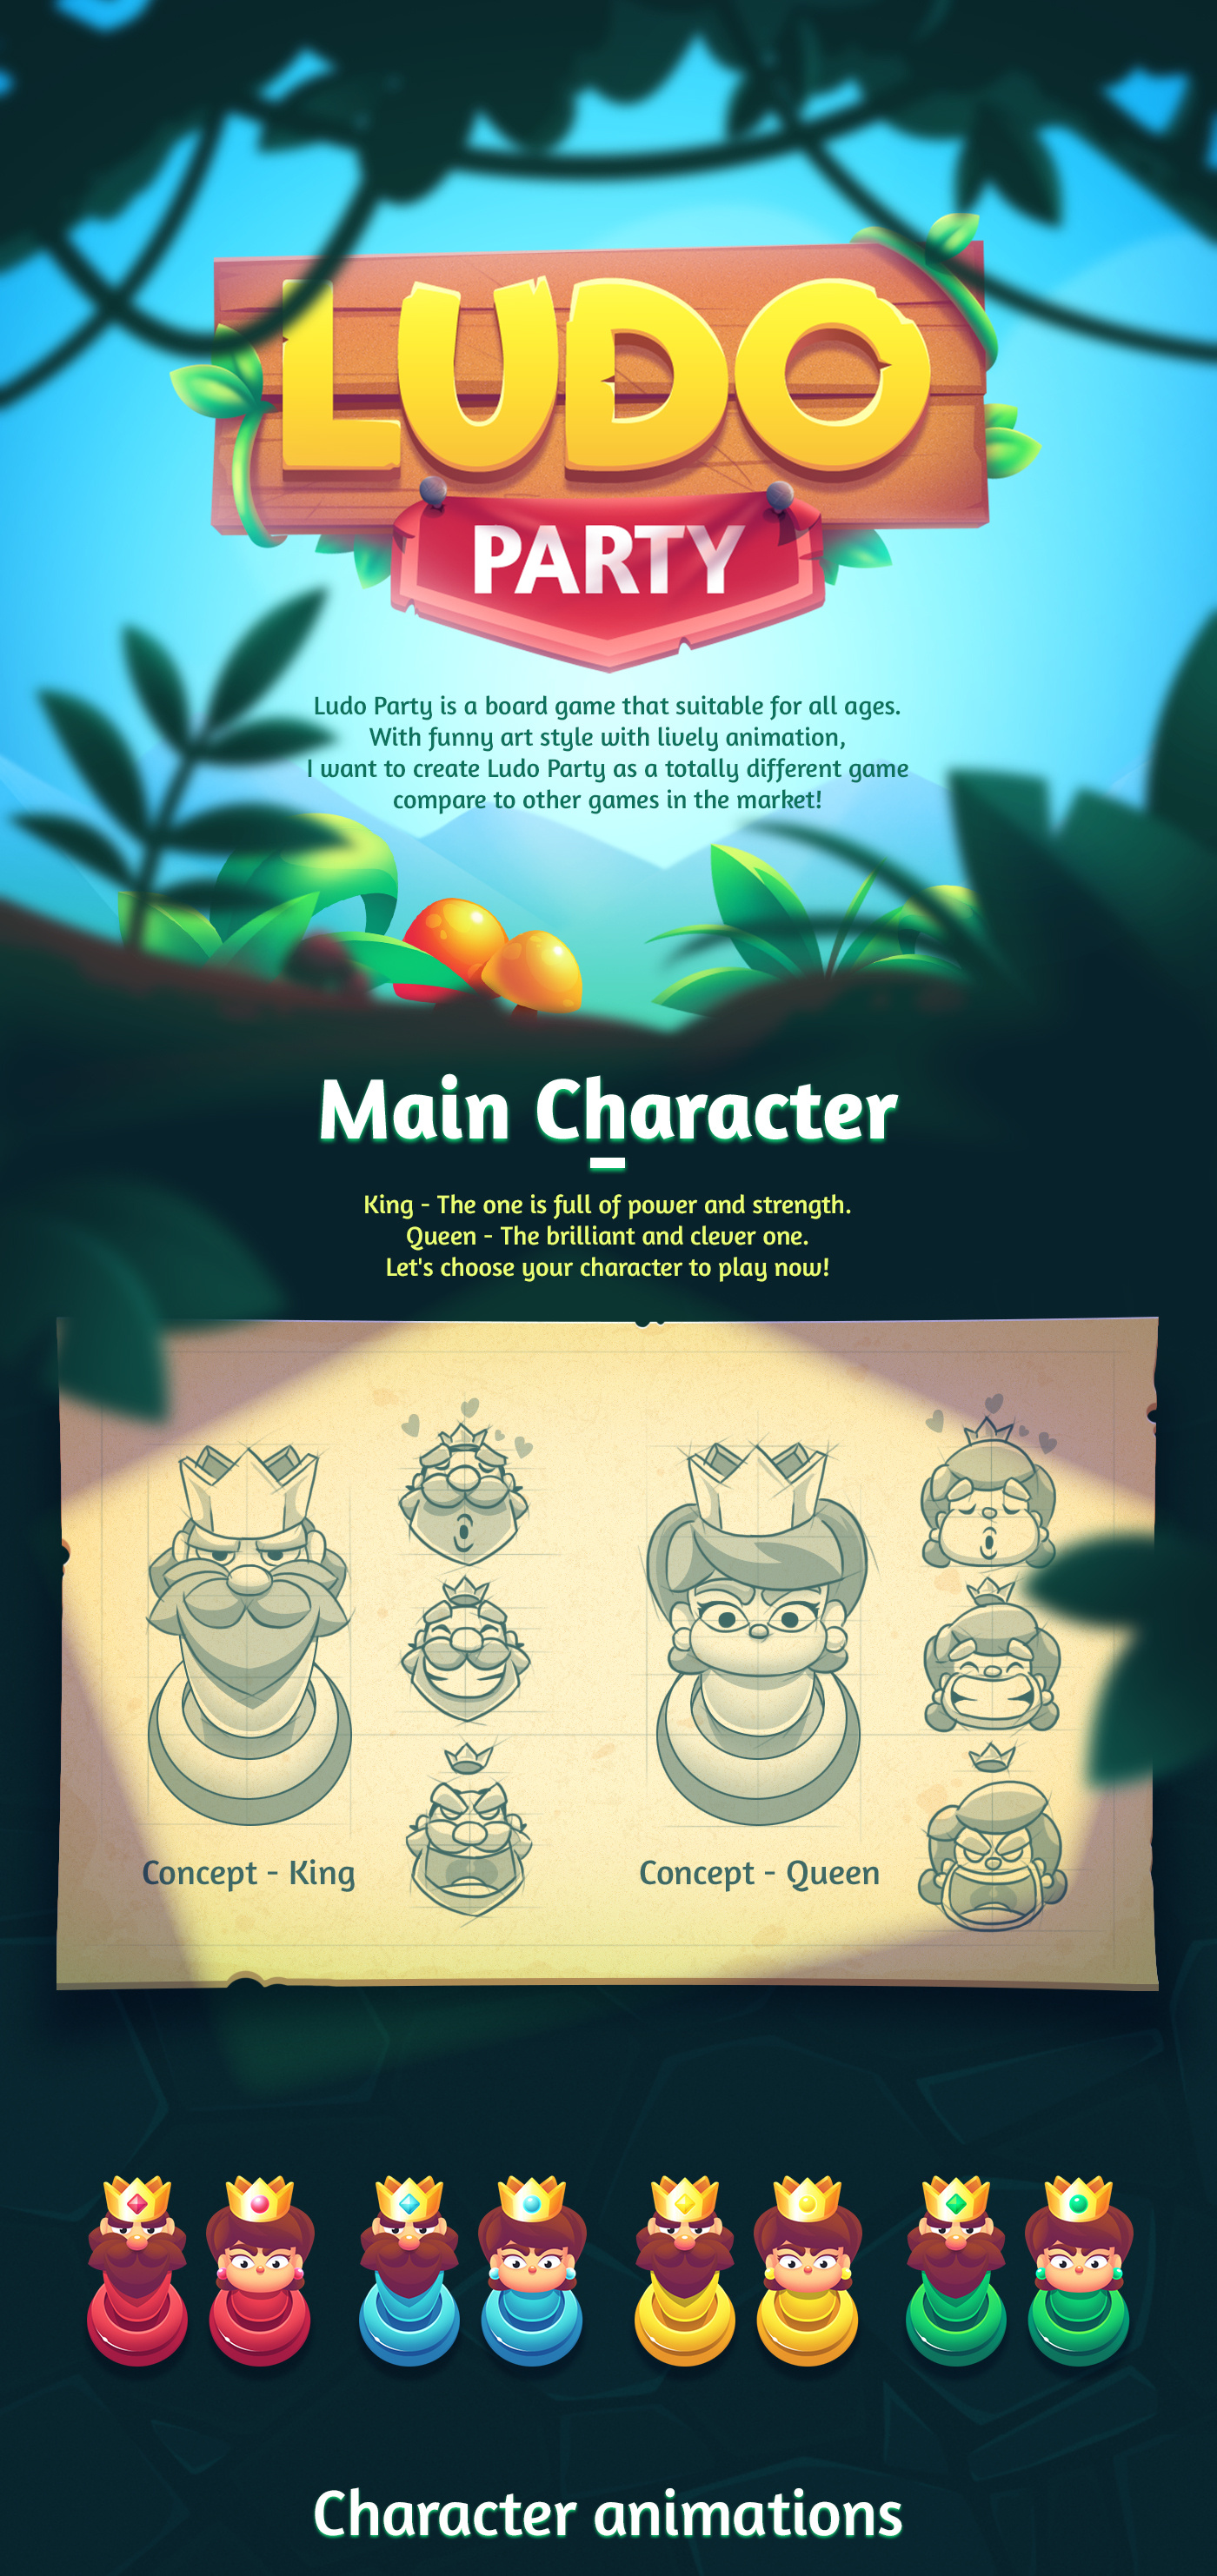 LUDO
PARTY
Ludo Party is a board game that suitable for all ages.
With funny art style with lively animation,
I want to create Ludo Party as a totally different game
compare to other games in the market!
Main Character
King - The one is full of power and strength.
Queen - The brilliant and clever one.
Let's choose your character to play now!
Concept - King
Concept - Queen
Character animations